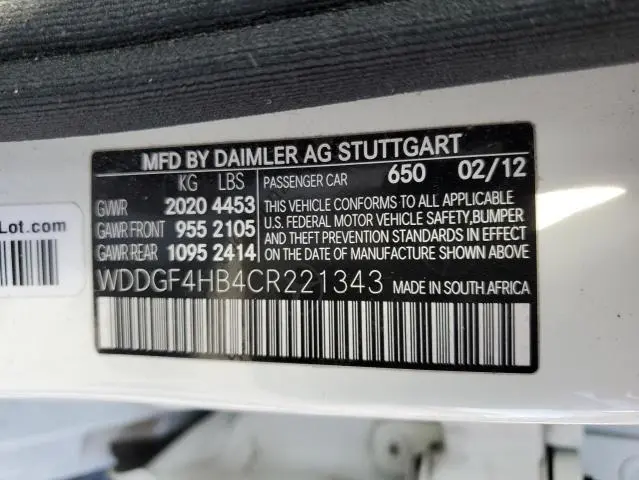 MFD BY DAIMLER AG STUTTGART
KG LBS
GVWR 2020 4453
GAWR FRONT 955 2105
GAWR REAR 1095 2414
PASSENGER CAR 650 02/12
THIS VEHICLE CONFORMS TO ALL APPLICABLE
U.S. FEDERAL MOTOR VEHICLE SAFETY,BUMPER
AND THEFT PREVENTION STANDARDS IN EFFECT
ON THE DATE OF MANUFACTURE SHOWN ABOVE
WDDGF4HB4CR221343 MADE IN SOUTH AFRICA
Lot.com